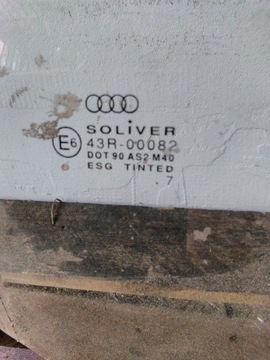 SOLIVER
E6 43R-00082
DOT 90 AS2 M40
ESG TINTED
7